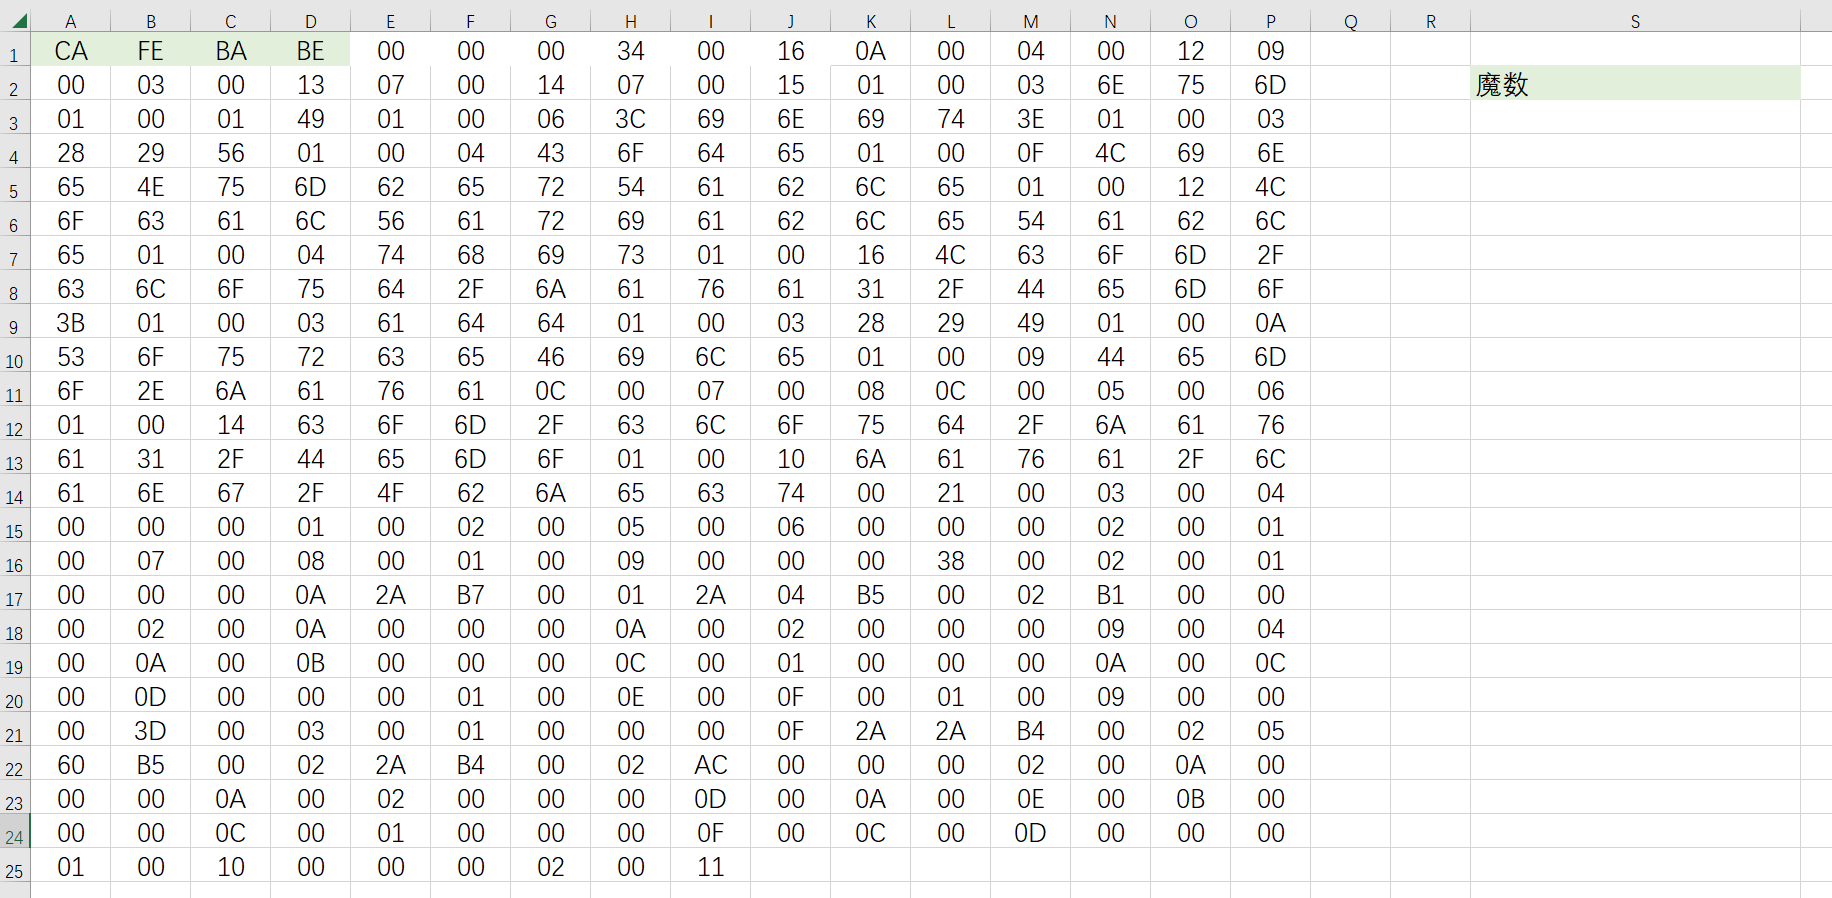 A B C D E F G H I J K L M N O P Q R S
1 CA FE BA BE 00 00 00 34 00 16 0A 00 04 00 12 09
2 00 03 00 13 07 00 14 07 00 15 01 00 03 6E 75 6D 魔数
3 01 00 01 49 01 00 06 3C 69 6E 69 74 3E 01 00 03
4 28 29 56 01 00 04 43 6F 64 65 01 00 0F 4C 69 6E
5 65 4E 75 6D 62 65 72 54 61 62 6C 65 01 00 12 4C
6 6F 63 61 6C 56 61 72 69 61 62 6C 65 54 61 62 6C
7 65 01 00 04 74 68 69 73 01 00 16 4C 63 6F 6D 2F
8 63 6C 6F 75 64 2F 6A 61 76 61 31 2F 44 65 6D 6F
9 3B 01 00 03 61 64 64 01 00 03 28 29 49 01 00 0A
10 53 6F 75 72 63 65 46 69 6C 65 01 00 09 44 65 6D
11 6F 2E 6A 61 76 61 0C 00 07 00 08 0C 00 05 00 06
12 01 00 14 63 6F 6D 2F 63 6C 6F 75 64 2F 6A 61 76
13 61 31 2F 44 65 6D 6F 01 00 10 6A 61 76 61 2F 6C
14 61 6E 67 2F 4F 62 6A 65 63 74 00 21 00 03 00 04
15 00 00 00 01 00 02 00 05 00 06 00 00 00 02 00 01
16 00 07 00 08 00 01 00 09 00 00 00 38 00 02 00 01
17 00 00 00 0A 2A B7 00 01 2A 04 B5 00 02 B1 00 00
18 00 02 00 0A 00 00 00 0A 00 02 00 00 00 09 00 04
19 00 0A 00 0B 00 00 00 0C 00 01 00 00 00 0A 00 0C
20 00 0D 00 00 00 01 00 0E 00 0F 00 01 00 09 00 00
21 00 3D 00 03 00 01 00 00 00 0F 2A 2A B4 00 02 05
22 60 B5 00 02 2A B4 00 02 AC 00 00 00 02 00 0A 00
23 00 00 0A 00 02 00 00 00 0D 00 0A 00 0E 00 0B 00
24 00 00 0C 00 01 00 00 00 0F 00 0C 00 0D 00 00 00
25 01 00 10 00 00 00 02 00 11